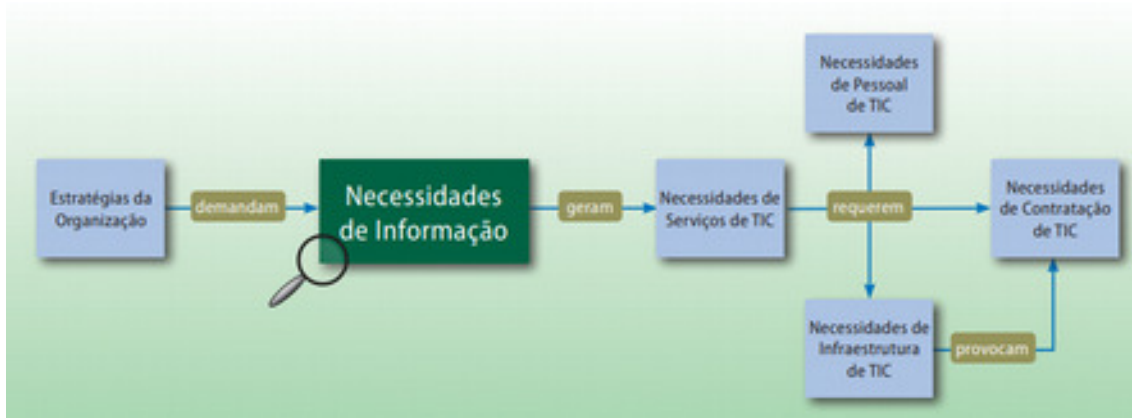 Estratégias da
Organização
demandam
Necessidades
de Informação
geram
Necessidades de
Serviços de TIC
requerem
Necessidades
de Pessoal
de TIC
Necessidades
de Contratação
de TIC
Necessidades de
Infraestrutura
de TIC
provocam